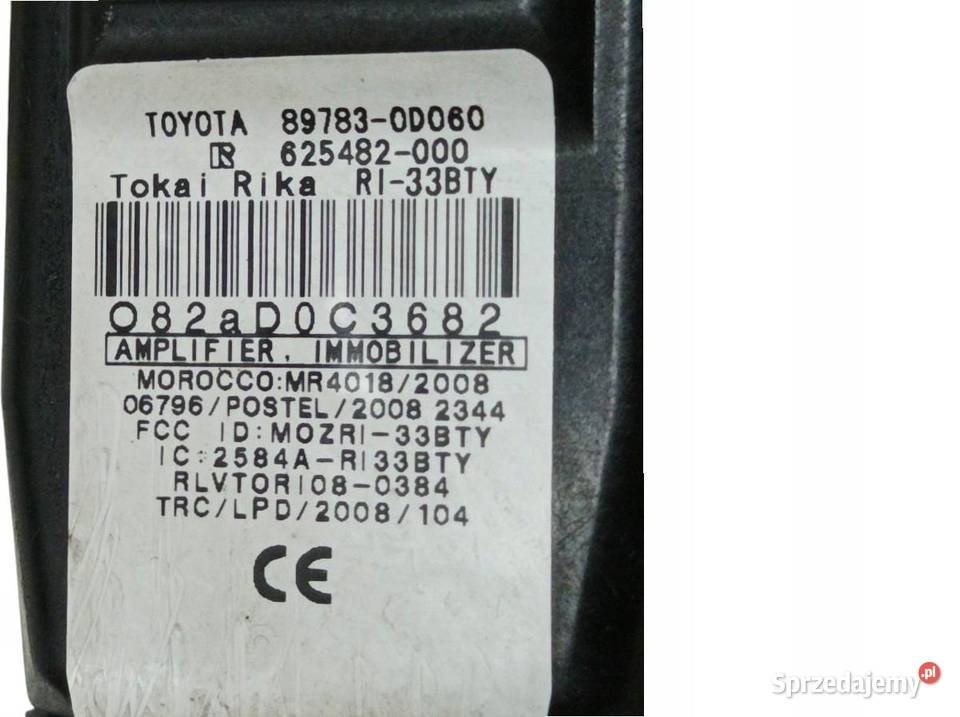 TOYOTA 89783-0D060
R 625482-000
Tokai Rika RI-33BTY
O82aD0C3682
AMPLIFIER, IMMOBILIZER
MOROCCO:MR4018/2008
06796/POSTEL/2008 2344
FCC ID:MOZRI-33BTY
IC:2584A-RI33BTY
RLVTORI08-0384
TRC/LPD/2008/104
CE
Sprzedajemy.pl